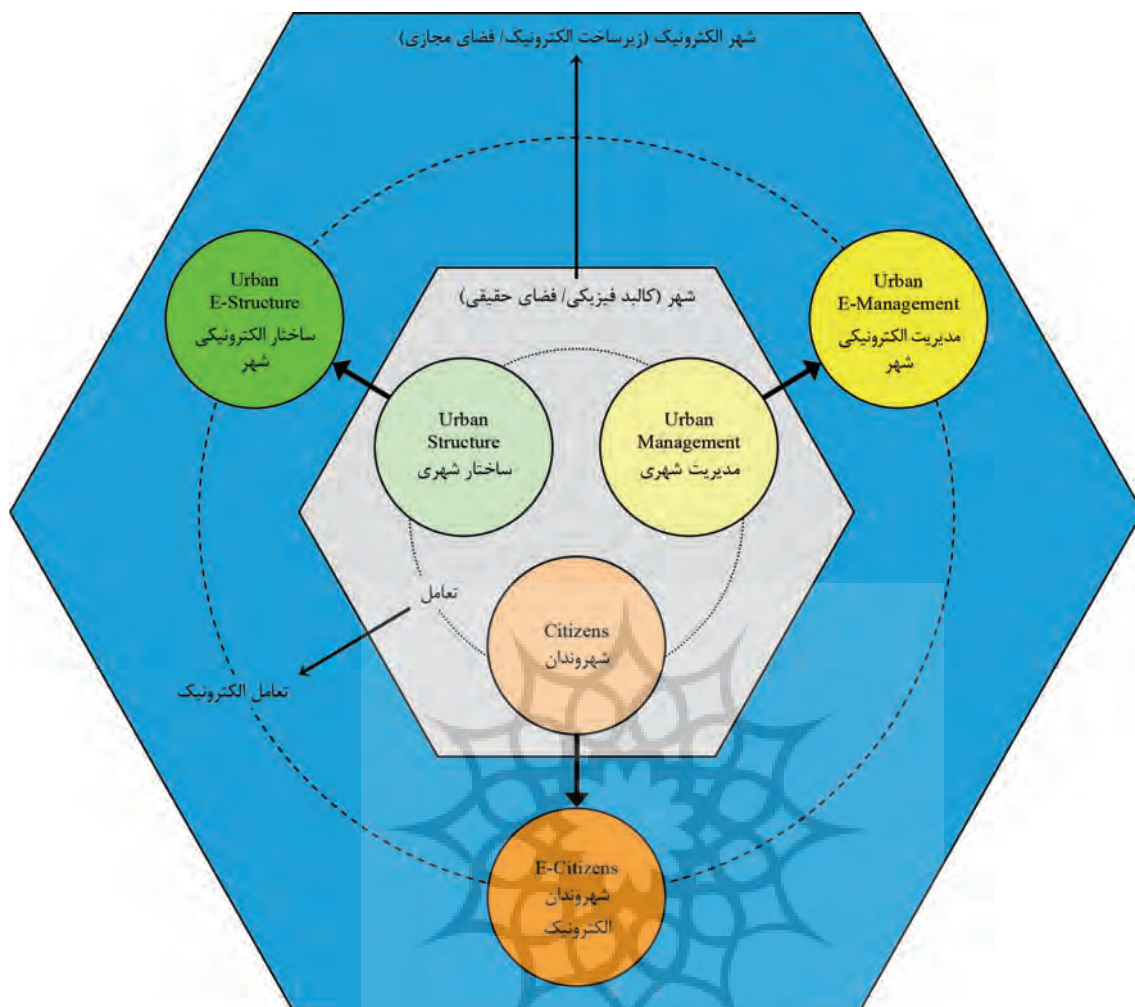 شهر الکترونیک (زیرساخت الکترونیک/ فضای مجازی)
Urban
E-Structure
ساختار الکترونیکی
شهر
Urban
E-Management
مدیریت الکترونیکی
شهر
شهر (کالبد فیزیکی/ فضای حقیقی)
Urban
Structure
ساختار شهری
Urban
Management
مدیریت شهری
تعامل
تعامل الکترونیک
Citizens
شهروندان
E-Citizens
شهروندان
الکترونیک